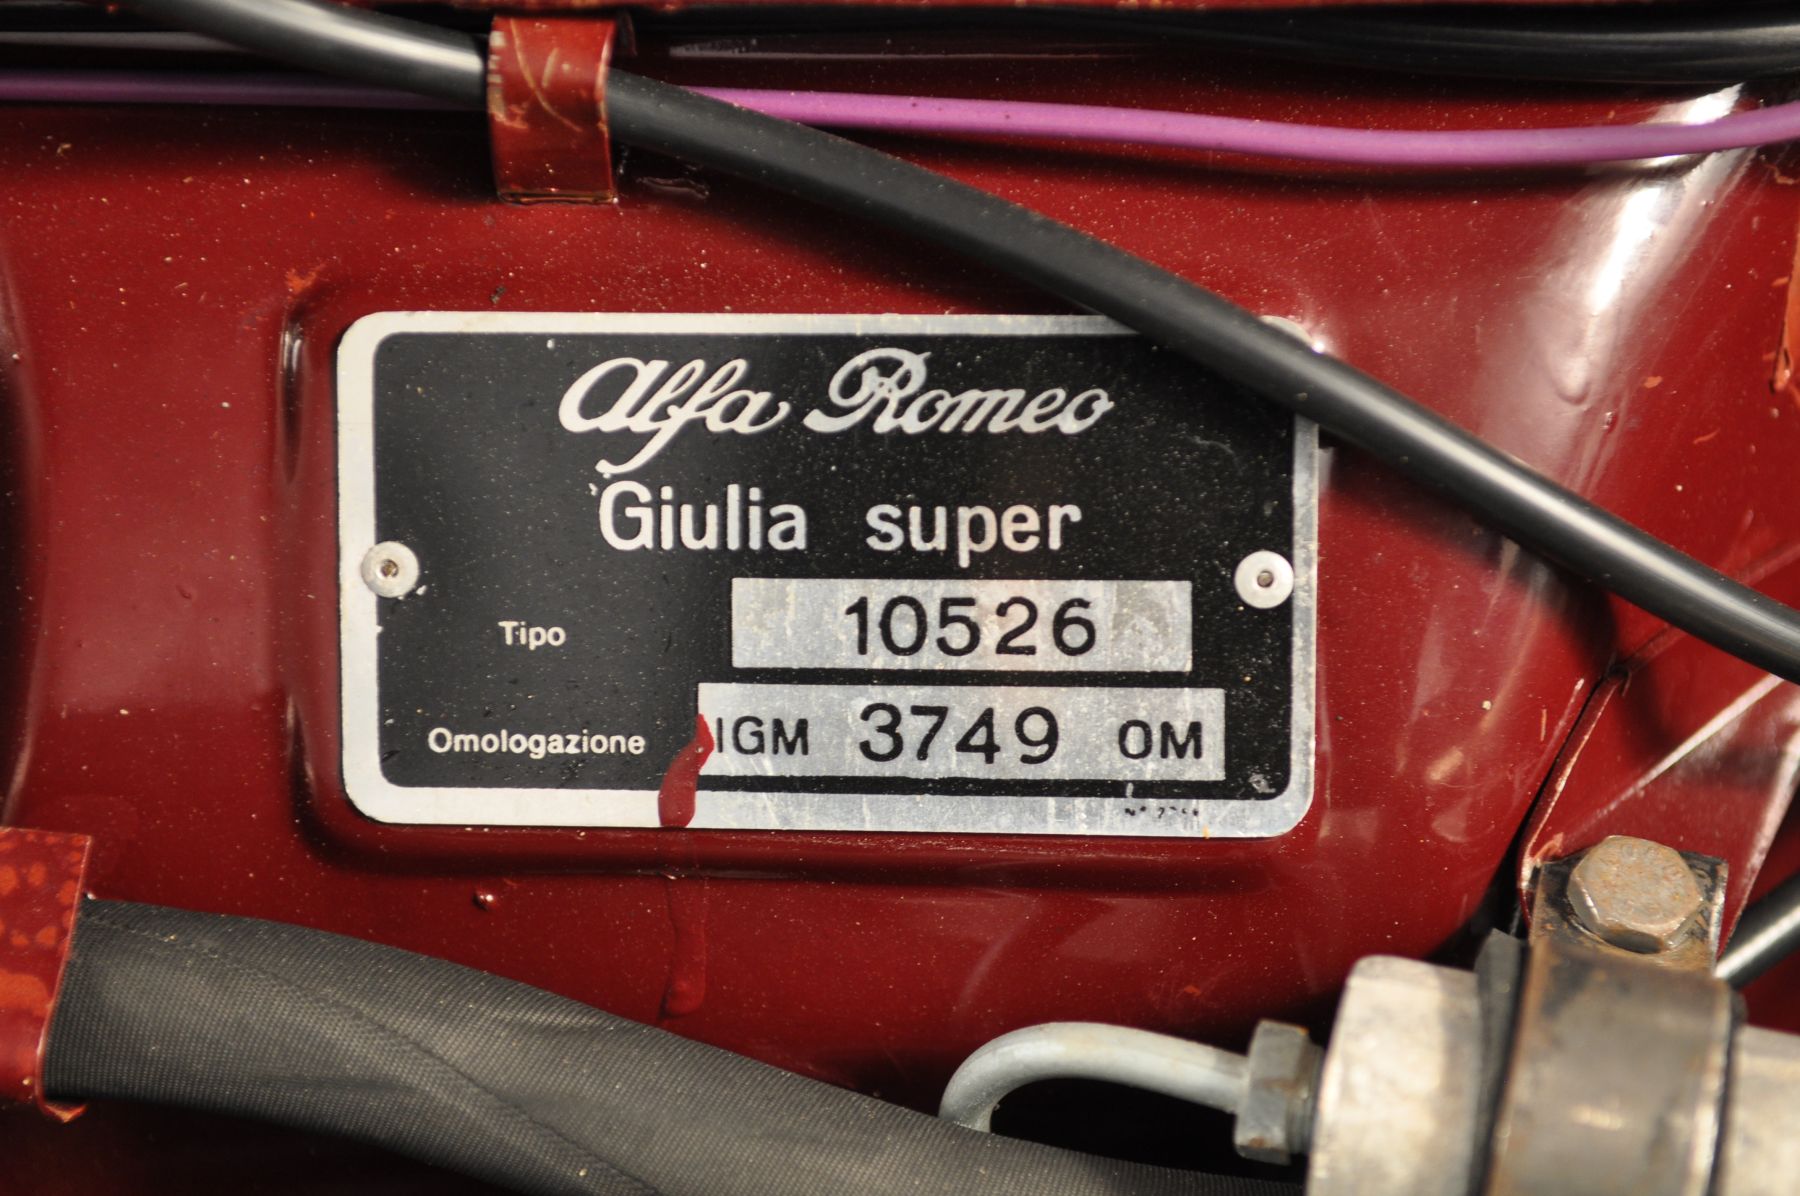 Alfa Romeo
Giulia super
Tipo 10526
Omologazione IGM 3749 OM